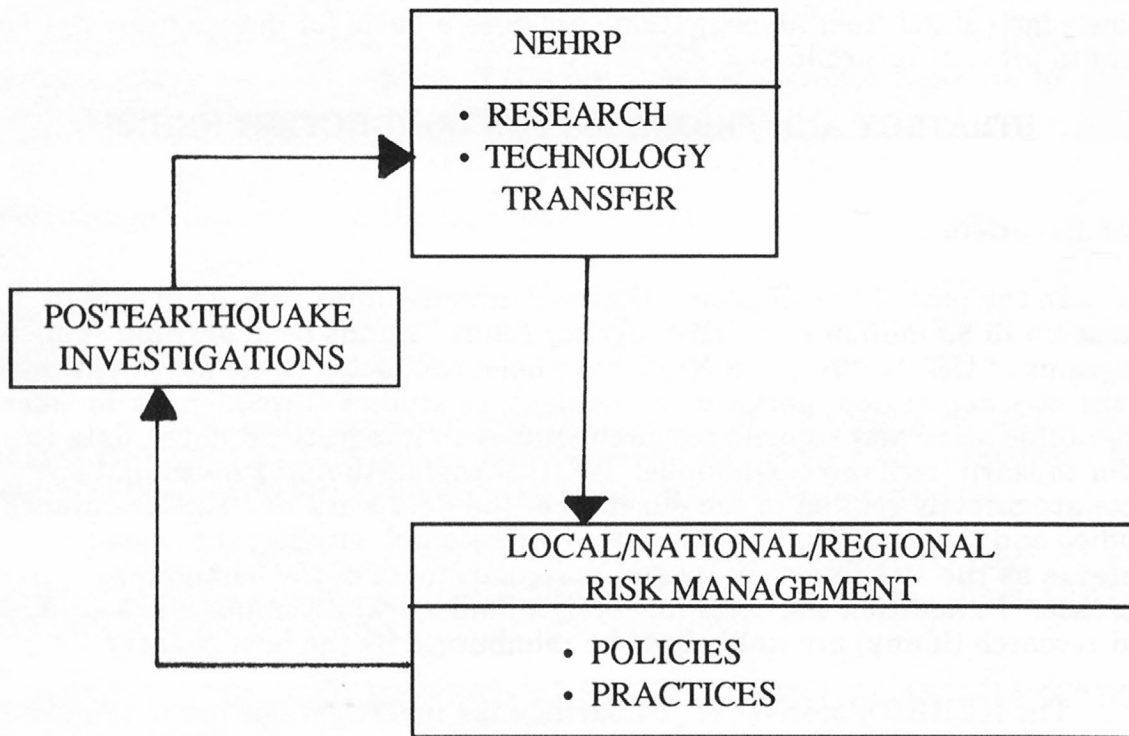 NEHRP
• RESEARCH
• TECHNOLOGY
TRANSFER
POSTEARTHQUAKE
INVESTIGATIONS
LOCAL/NATIONAL/REGIONAL
RISK MANAGEMENT
• POLICIES
• PRACTICES